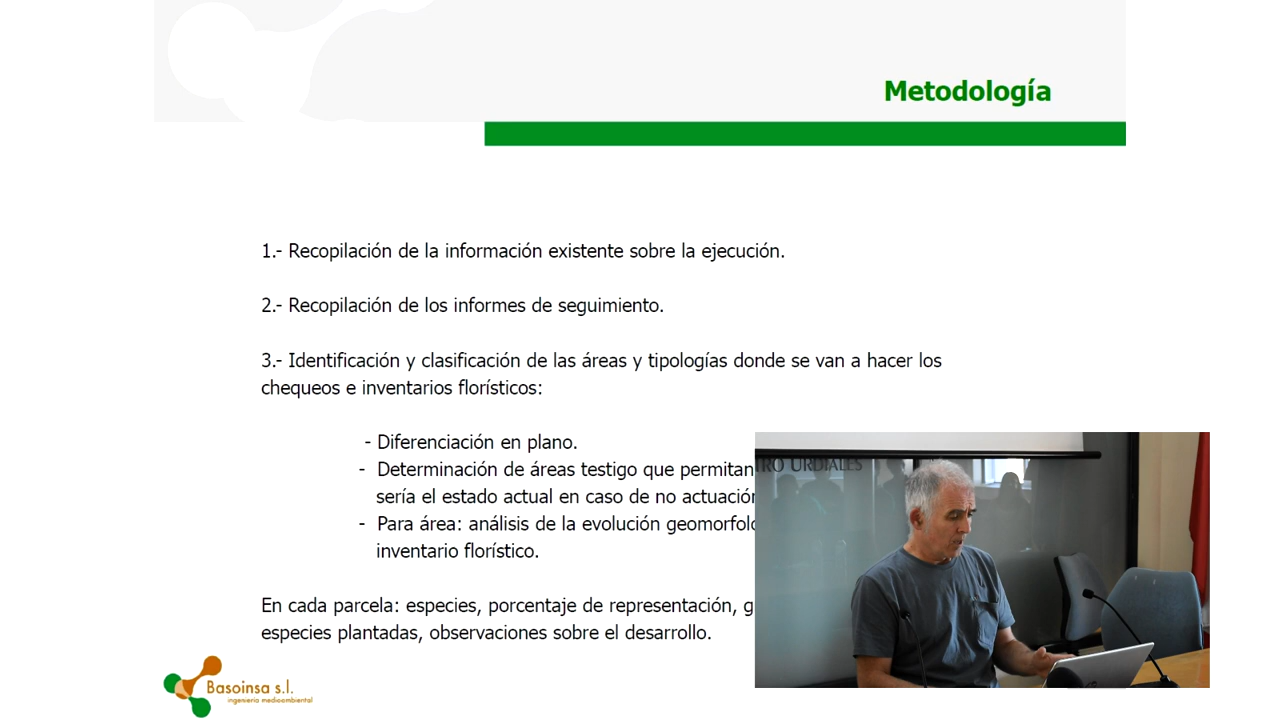 Metodología
1.- Recopilación de la información existente sobre la ejecución.
2.- Recopilación de los informes de seguimiento.
3.- Identificación y clasificación de las áreas y tipologías donde se van a hacer los
chequeos e inventarios florísticos:
- Diferenciación en plano.
- Determinación de áreas testigo que permitan
sería el estado actual en caso de no actuación
- Para área: análisis de la evolución geomorfolo
inventario florístico.
En cada parcela: especies, porcentaje de representación, g
especies plantadas, observaciones sobre el desarrollo.
TRO URDIALES
Basoinsa s.l.
ingeniería medioambiental